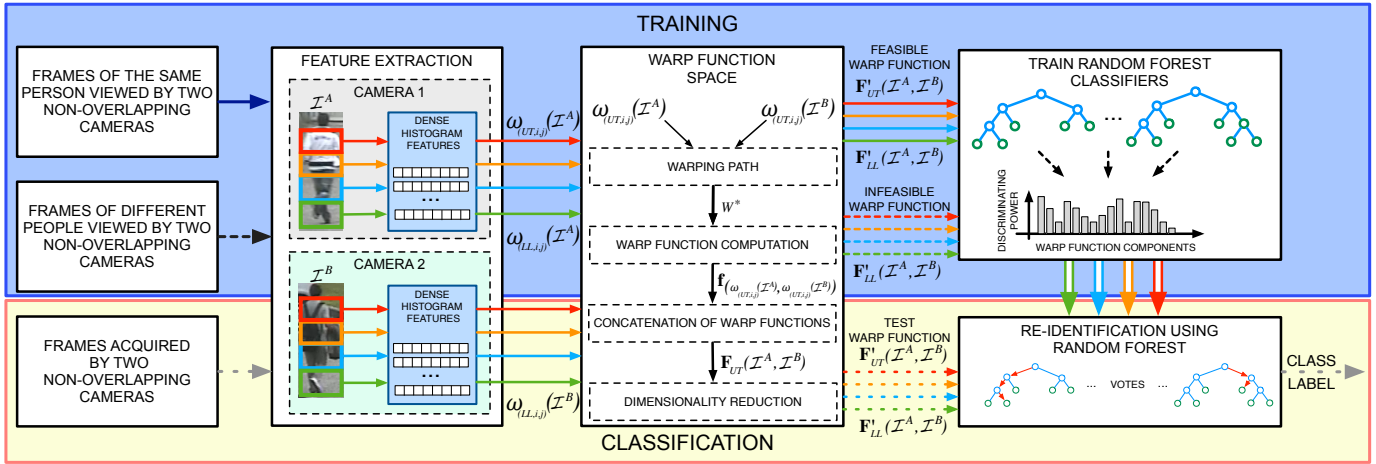 TRAINING
FRAMES OF THE SAME
PERSON VIEWED BY TWO
NON-OVERLAPPING
CAMERAS
FRAMES OF DIFFERENT
PEOPLE VIEWED BY TWO
NON-OVERLAPPING
CAMERAS
FRAMES ACQUIRED
BY TWO
NON-OVERLAPPING
CAMERAS
FEATURE EXTRACTION
CAMERA 1
I^A
DENSE
HISTOGRAM
FEATURES
...
CAMERA 2
I^B
DENSE
HISTOGRAM
FEATURES
...
ω_(UT,i,j)(I^A)
ω_(LL,i,j)(I^A)
ω_(UT,i,j)(I^B)
ω_(LL,i,j)(I^B)
WARP FUNCTION
SPACE
ω_(UT,i,j)(I^A) ω_(UT,i,j)(I^B)
WARPING PATH
W*
WARP FUNCTION COMPUTATION
f_(ω_(UT,i,j)(I^A), ω_(UT,i,j)(I^B))
CONCATENATION OF WARP FUNCTIONS
F_UT(I^A, I^B)
DIMENSIONALITY REDUCTION
FEASIBLE
WARP FUNCTION
F'_UT(I^A, I^B)
F'_LL(I^A, I^B)
INFEASIBLE
WARP FUNCTION
F'_LL(I^A, I^B)
TEST
WARP FUNCTION
F'_UT(I^A, I^B)
F'_LL(I^A, I^B)
TRAIN RANDOM FOREST
CLASSIFIERS
...
DISCRIMINATING
POWER
WARP FUNCTION COMPONENTS
RE-IDENTIFICATION USING
RANDOM FOREST
... VOTES ...
CLASS
LABEL
CLASSIFICATION